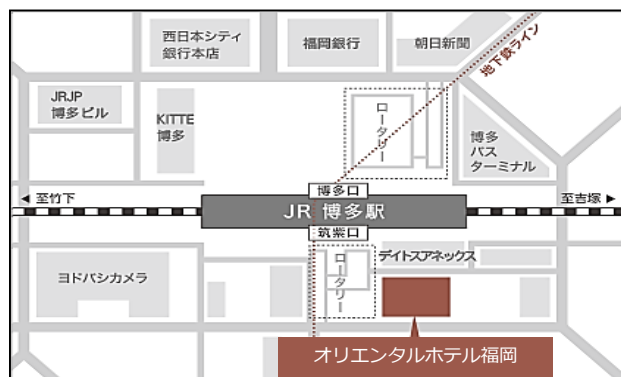 西日本シティ
銀行本店
福岡銀行
朝日新聞
地下鉄ライン
JRJP
博多ビル
KITTE
博多
ロータリー
博多
バス
ターミナル
博多口
◀ 至竹下
JR 博多駅
至吉塚 ▶
筑紫口
ヨドバシカメラ
ロータリー
デイトスアネックス
オリエンタルホテル福岡